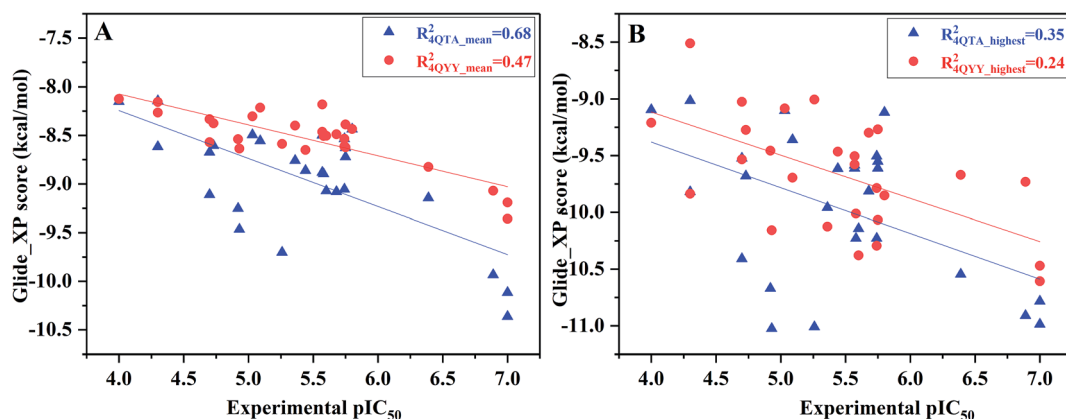 A
R²4QTA_mean=0.68
R²4QYY_mean=0.47
Glide_XP score (kcal/mol)
-7.5
-8.0
-8.5
-9.0
-9.5
-10.0
-10.5
4.0 4.5 5.0 5.5 6.0 6.5 7.0
Experimental pIC50
B
R²4QTA_highest=0.35
R²4QYY_highest=0.24
Glide_XP score (kcal/mol)
-8.5
-9.0
-9.5
-10.0
-10.5
-11.0
4.0 4.5 5.0 5.5 6.0 6.5 7.0
Experimental pIC50